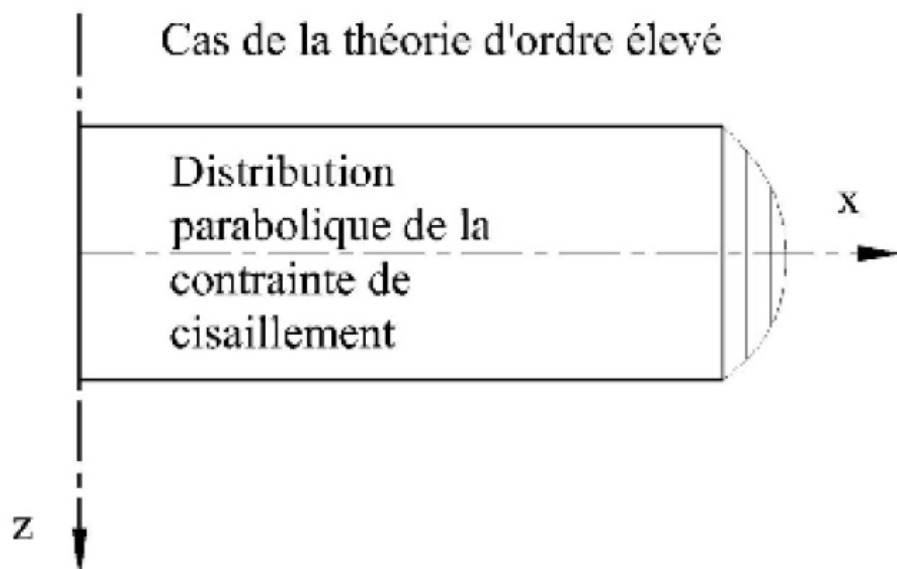 Cas de la théorie d'ordre élevé
Distribution
parabolique de la
contrainte de
cisaillement
x
z